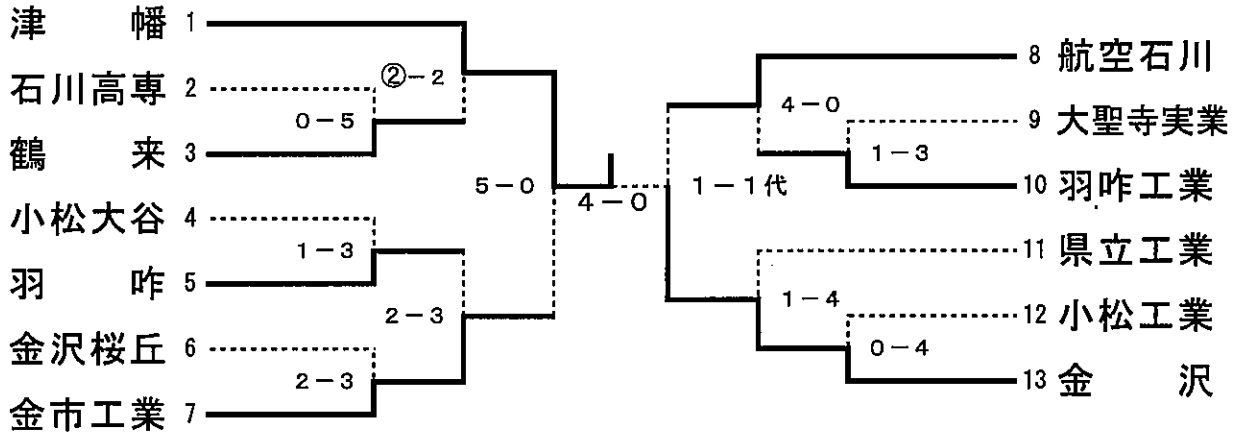 津幡 1
②－2
石川高専 2
0－5
鶴来 3
5－0
小松大谷 4
1－3
羽咋 5
2－3
金沢桜丘 6
2－3
金市工業 7
4－0
8 航空石川
4－0
9 大聖寺実業
1－3
10 羽咋工業
1－1代
11 県立工業
1－4
12 小松工業
0－4
13 金沢